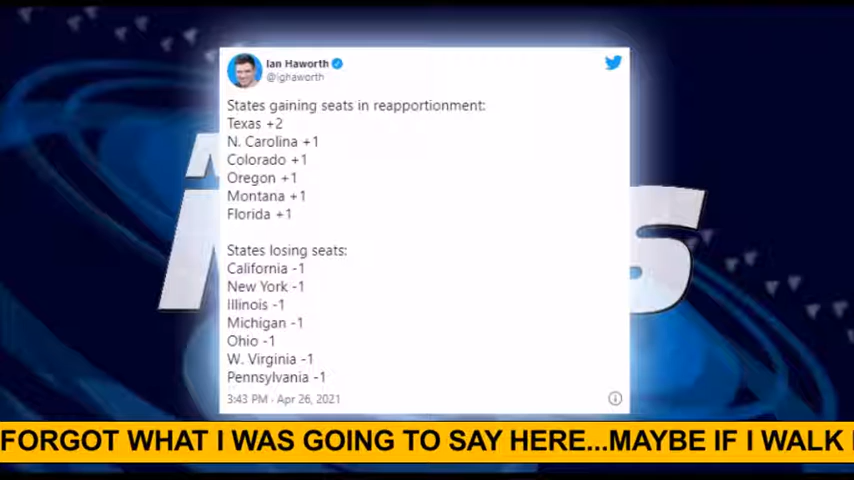 Ian Haworth
@ighaworth
States gaining seats in reapportionment:
Texas +2
N. Carolina +1
Colorado +1
Oregon +1
Montana +1
Florida +1
States losing seats:
California -1
New York -1
Illinois -1
Michigan -1
Ohio -1
W. Virginia -1
Pennsylvania -1
3:43 PM · Apr 26, 2021
FORGOT WHAT I WAS GOING TO SAY HERE...MAYBE IF I WALK